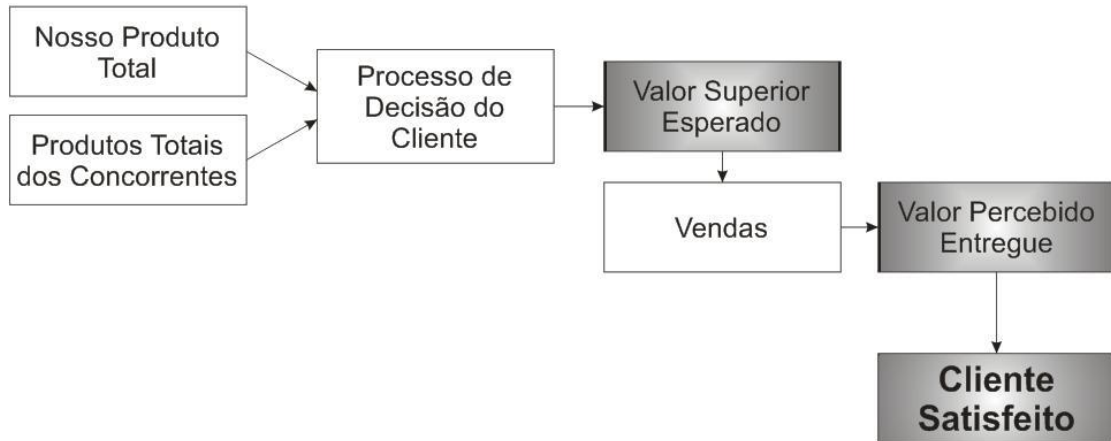 Nosso Produto
Total
Produtos Totais
dos Concorrentes
Processo de
Decisão do
Cliente
Valor Superior
Esperado
Vendas
Valor Percebido
Entregue
Cliente
Satisfeito